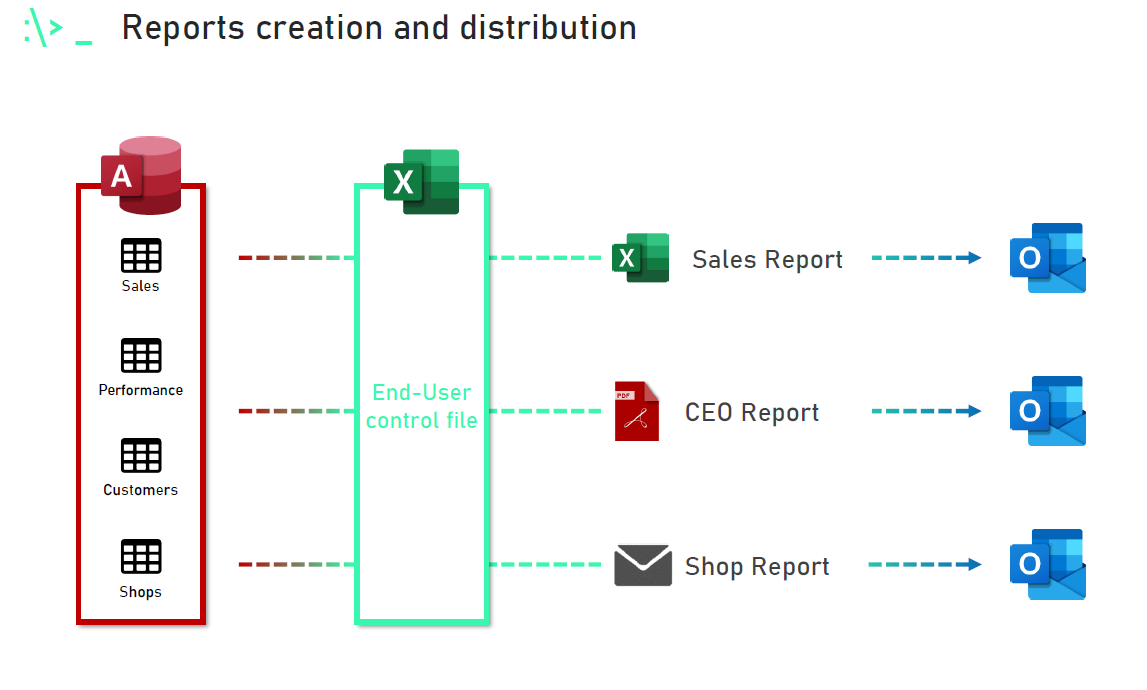 :\>_ Reports creation and distribution
A
X
Sales
Performance
Customers
Shops
End-User
control file
X Sales Report O
PDF CEO Report O
Shop Report O